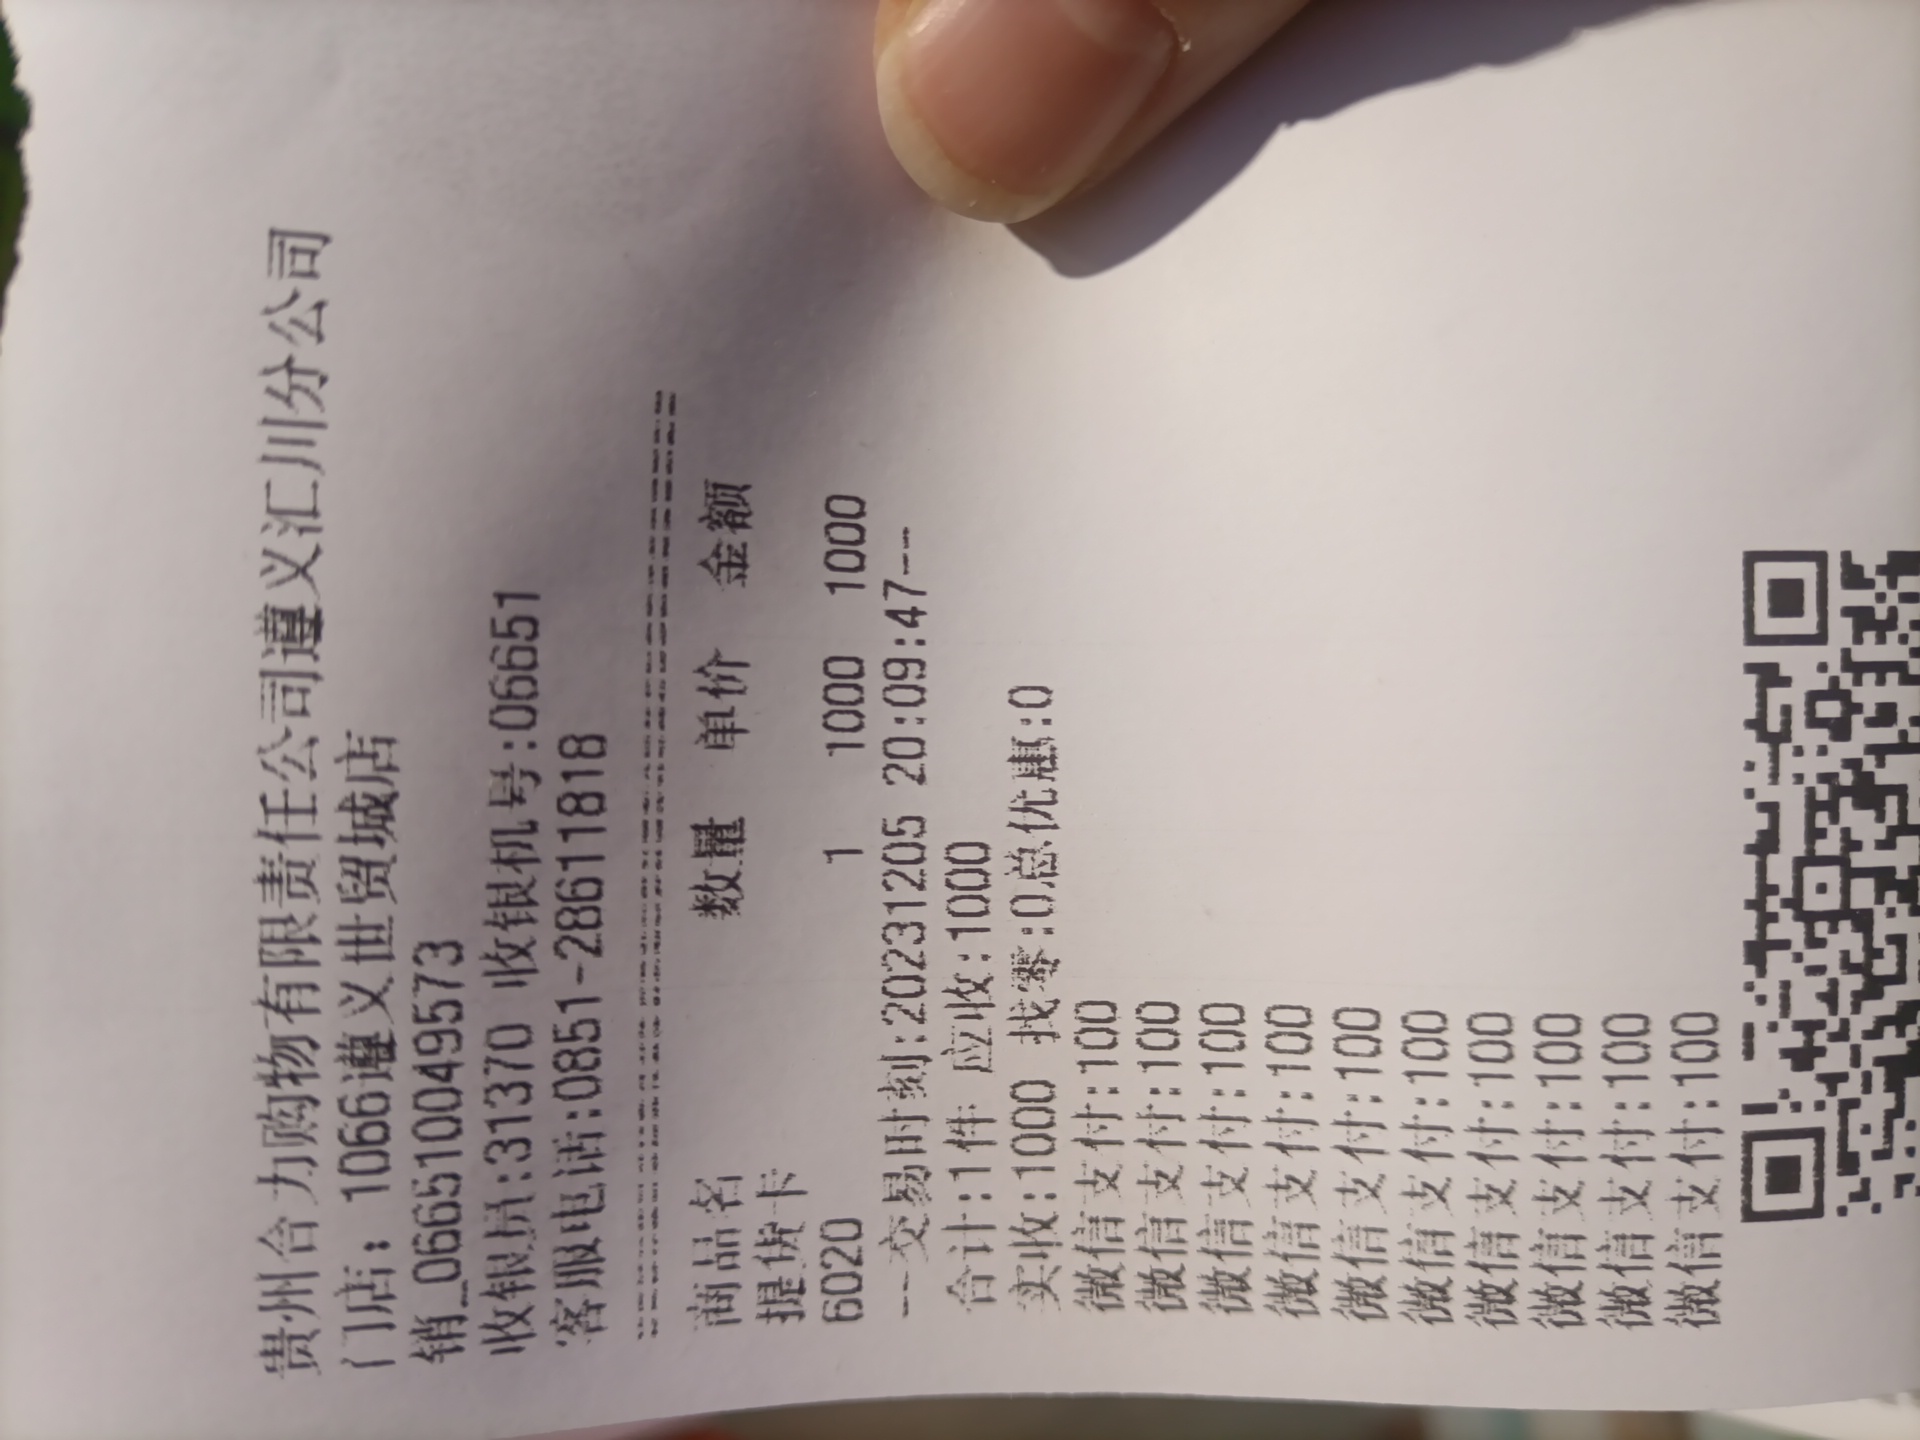 贵州合力购物有限责任公司遵义汇川分公司
门店: 1066遵义世贸城店
销_066510049573
收银员:31370 收银机号:06651
客服电话:0851-28611818
========================================
商品名 数量 单价 金额
提货卡
6020 1 1000 1000
--交易时刻:20231205 20:09:47--
合计:1件 应收:1000
实收:1000 找零:0总优惠:0
微信支付:100
微信支付:100
微信支付:100
微信支付:100
微信支付:100
微信支付:100
微信支付:100
微信支付:100
微信支付:100
微信支付:100